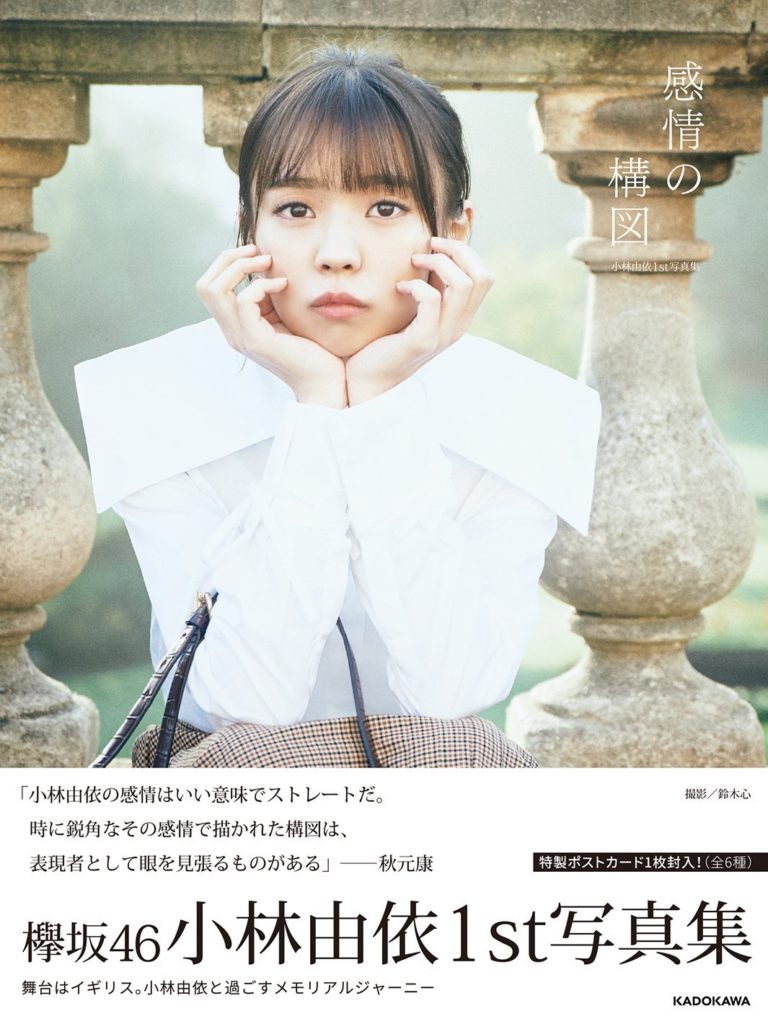 感情の
構図
小林由依1st写真集
「小林由依の感情はいい意味でストレートだ。
時に鋭角なその感情で描かれた構図は、
表現者として眼を見張るものがある」――秋元康
撮影／鈴木心
特製ポストカード1枚封入！（全6種）
欅坂46 小林由依1st写真集
舞台はイギリス。小林由依と過ごすメモリアルジャーニー
KADOKAWA